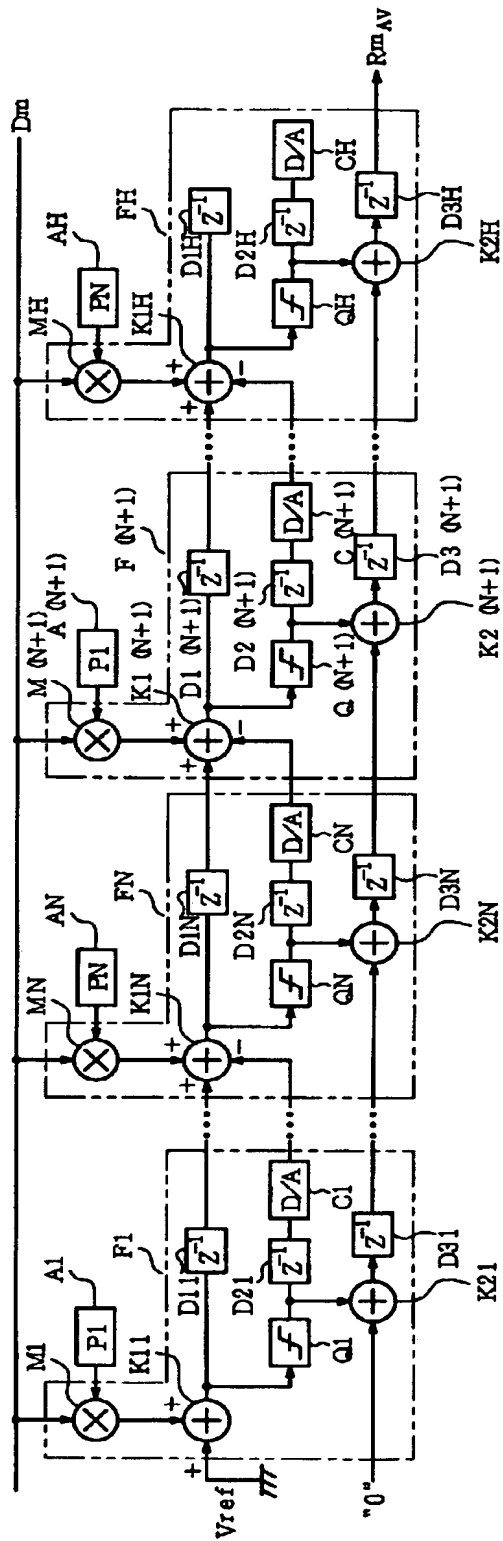 Dm
A1
M1
P1
K11
F1
+
+
Vref
D11
Z⁻¹
D21
Z⁻¹
D/A
C1
Q1
"0"
Z⁻¹
D31
K21
AN
MN
PN
K1N
FN
+
+
−
D1N
Z⁻¹
D2N
Z⁻¹
D/A
CN
QN
Z⁻¹
D3N
K2N
A (N+1)
M (N+1)
P1
K1 (N+1)
F (N+1)
+
+
−
D1 (N+1)
Z⁻¹
D2 (N+1)
Z⁻¹
D/A
C (N+1)
Q (N+1)
Z⁻¹
D3 (N+1)
K2 (N+1)
AH
MH
PN
K1H
FH
+
+
−
D1H
Z⁻¹
D2H
Z⁻¹
D/A
CH
QH
Z⁻¹
D3H
K2H
RmAV